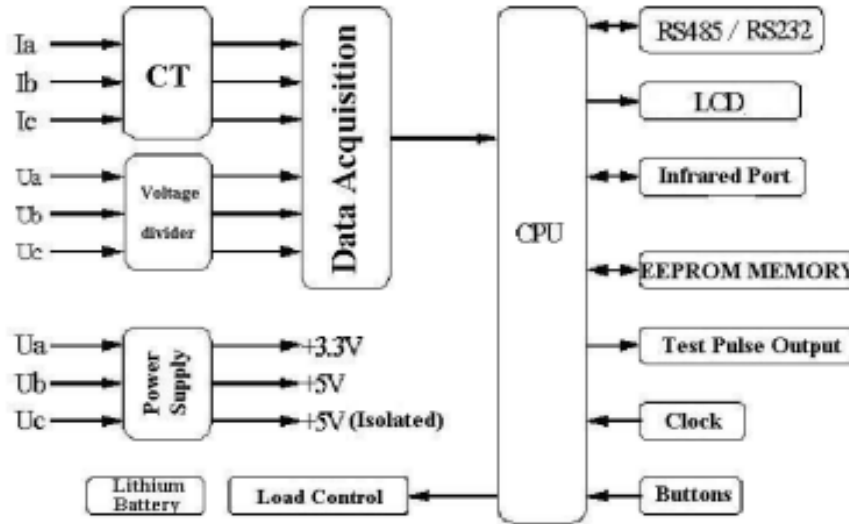 Ia
Ib
Ic
CT
Ua
Ub
Uc
Voltage
divider
Data Acquisition
Ua
Ub
Uc
Power
Supply
+3.3V
+5V
+5V (Isolated)
Lithium
Battery
Load Control
CPU
RS485 / RS232
LCD
Infrared Port
EEPROM MEMORY
Test Pulse Output
Clock
Buttons